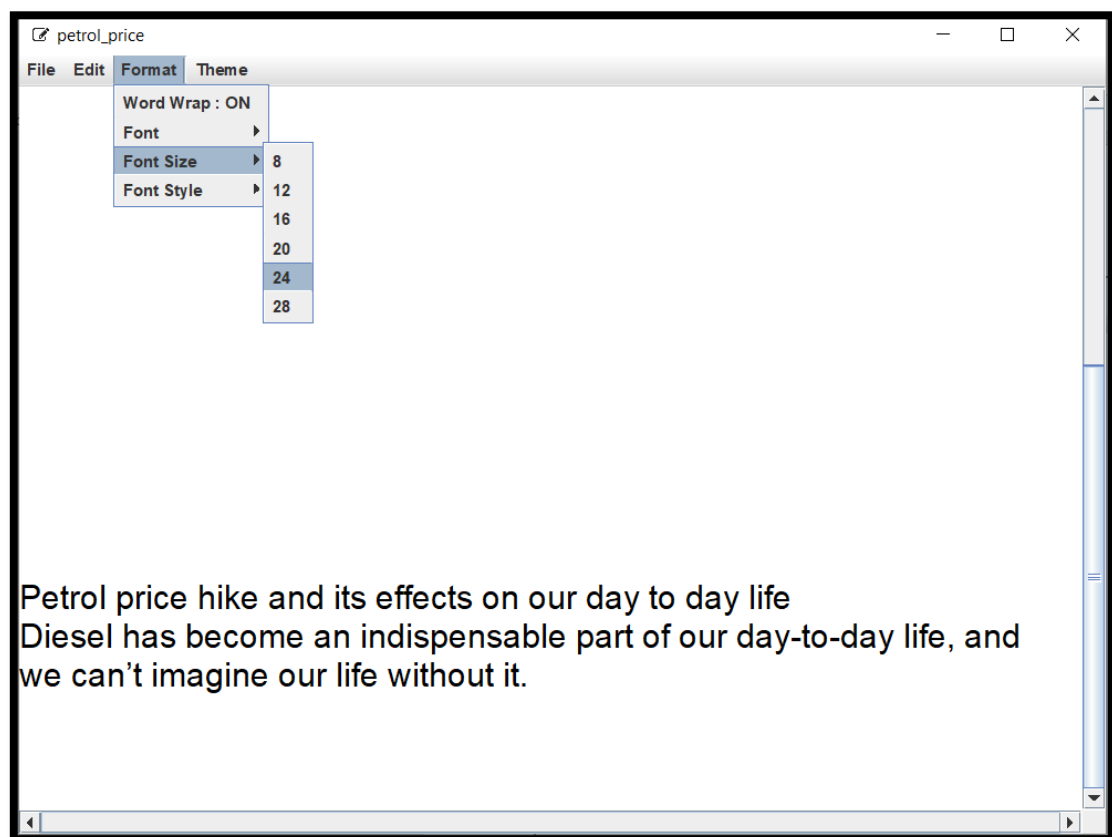 petrol_price
File Edit Format Theme
Word Wrap : ON
Font
Font Size
Font Style
8
12
16
20
24
28
Petrol price hike and its effects on our day to day life
Diesel has become an indispensable part of our day-to-day life, and
we can’t imagine our life without it.